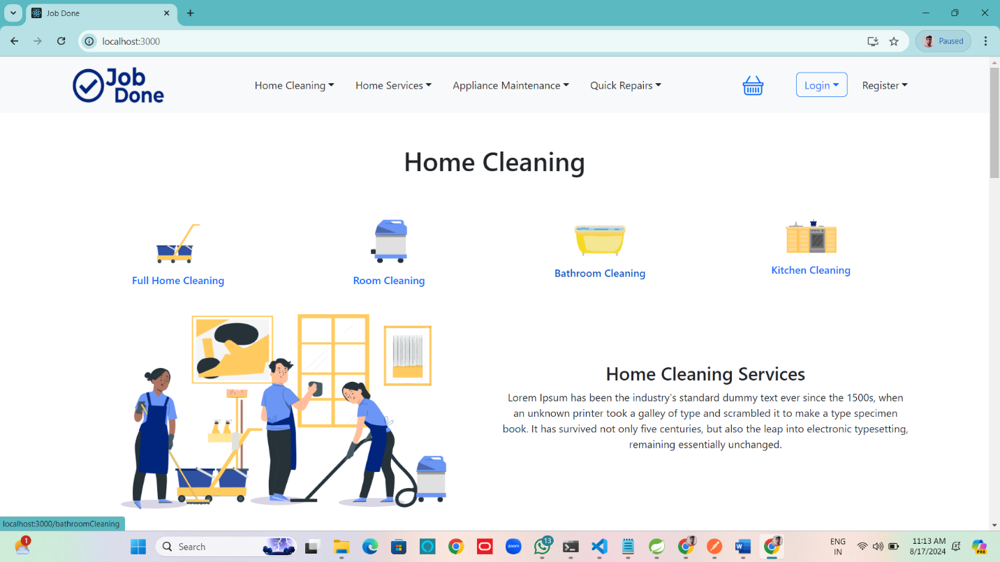 Job Done
localhost:3000
Paused
Job
Done
Home Cleaning
Home Services
Appliance Maintenance
Quick Repairs
Login
Register
Home Cleaning
Full Home Cleaning
Room Cleaning
Bathroom Cleaning
Kitchen Cleaning
Home Cleaning Services
Lorem Ipsum has been the industry's standard dummy text ever since the 1500s, when
an unknown printer took a galley of type and scrambled it to make a type specimen
book. It has survived not only five centuries, but also the leap into electronic typesetting,
remaining essentially unchanged.
localhost:3000/bathroomCleaning
1
Search
zoom
13
W
ENG
IN
11:13 AM
8/17/2024
PRE